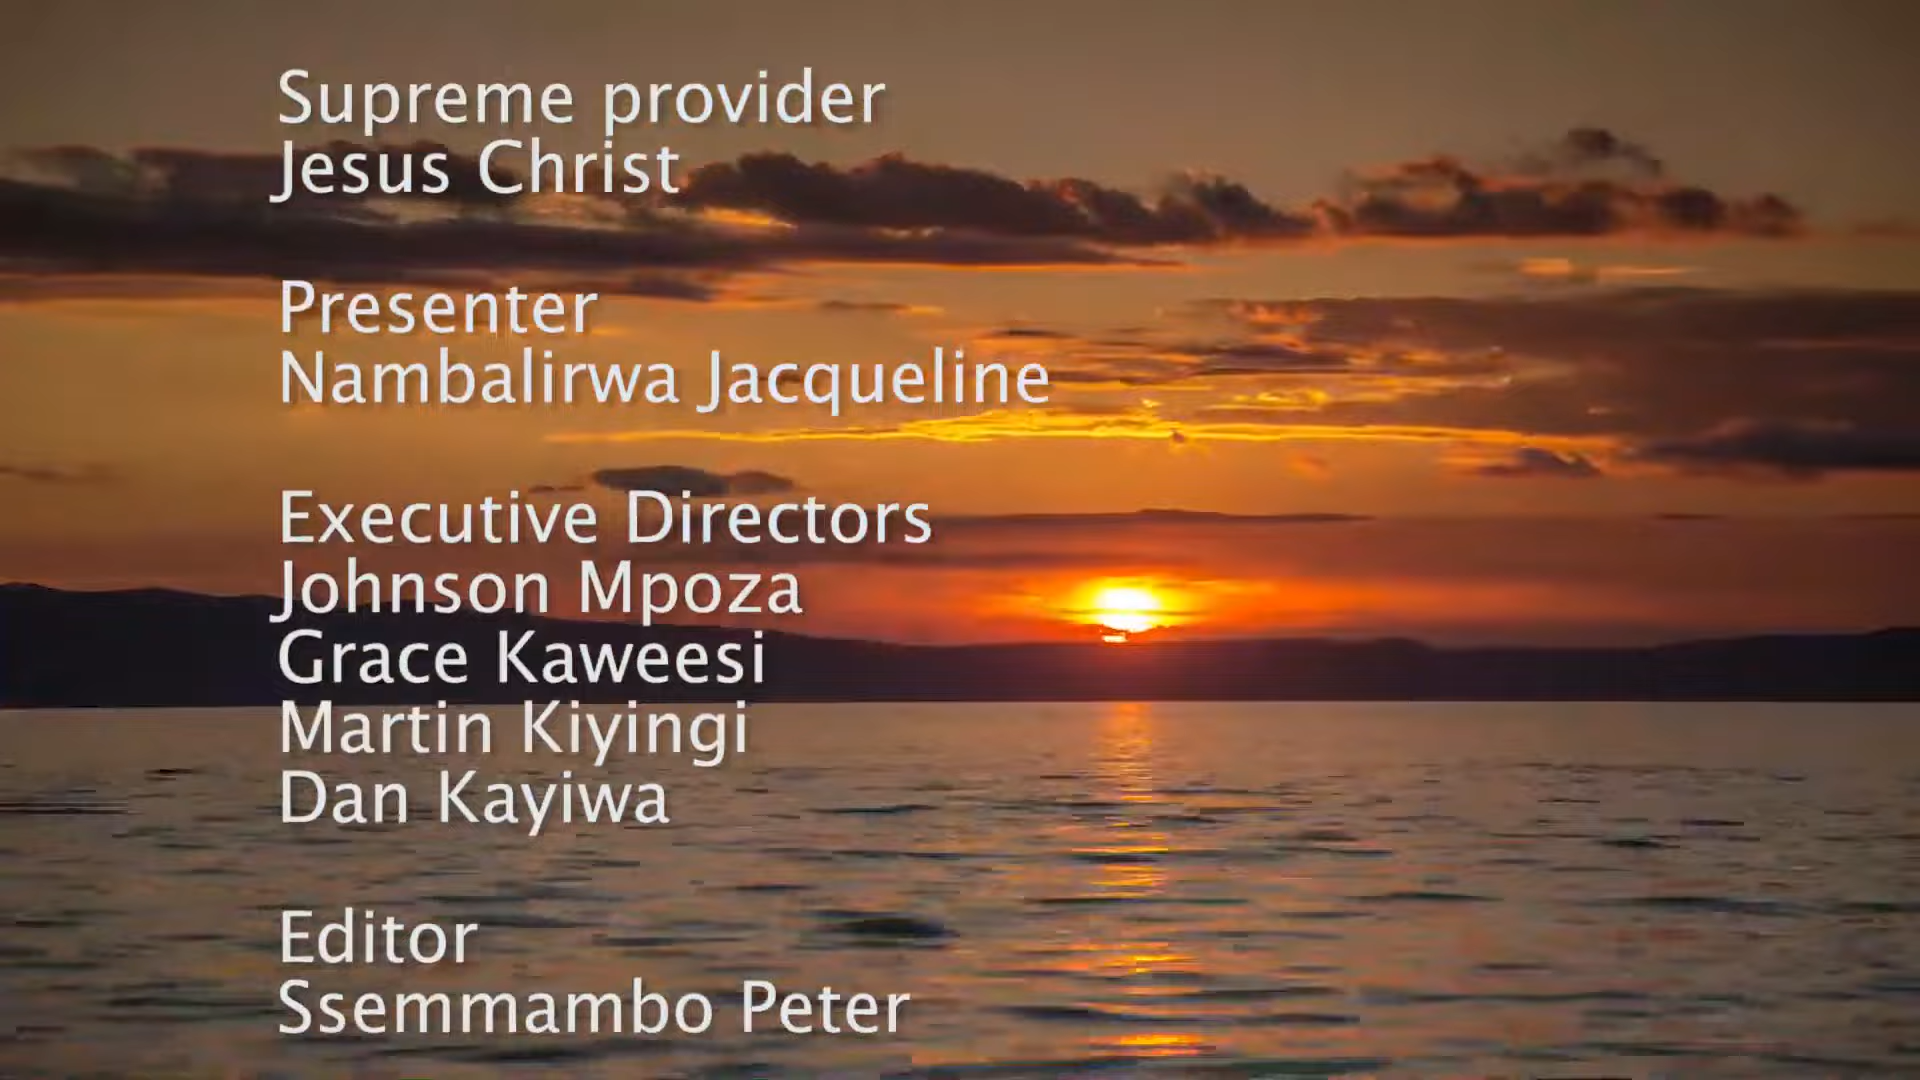 Supreme provider
Jesus Christ
Presenter
Nambalirwa Jacqueline
Executive Directors
Johnson Mpoza
Grace Kaweesi
Martin Kiyingi
Dan Kayiwa
Editor
Ssemmambo Peter